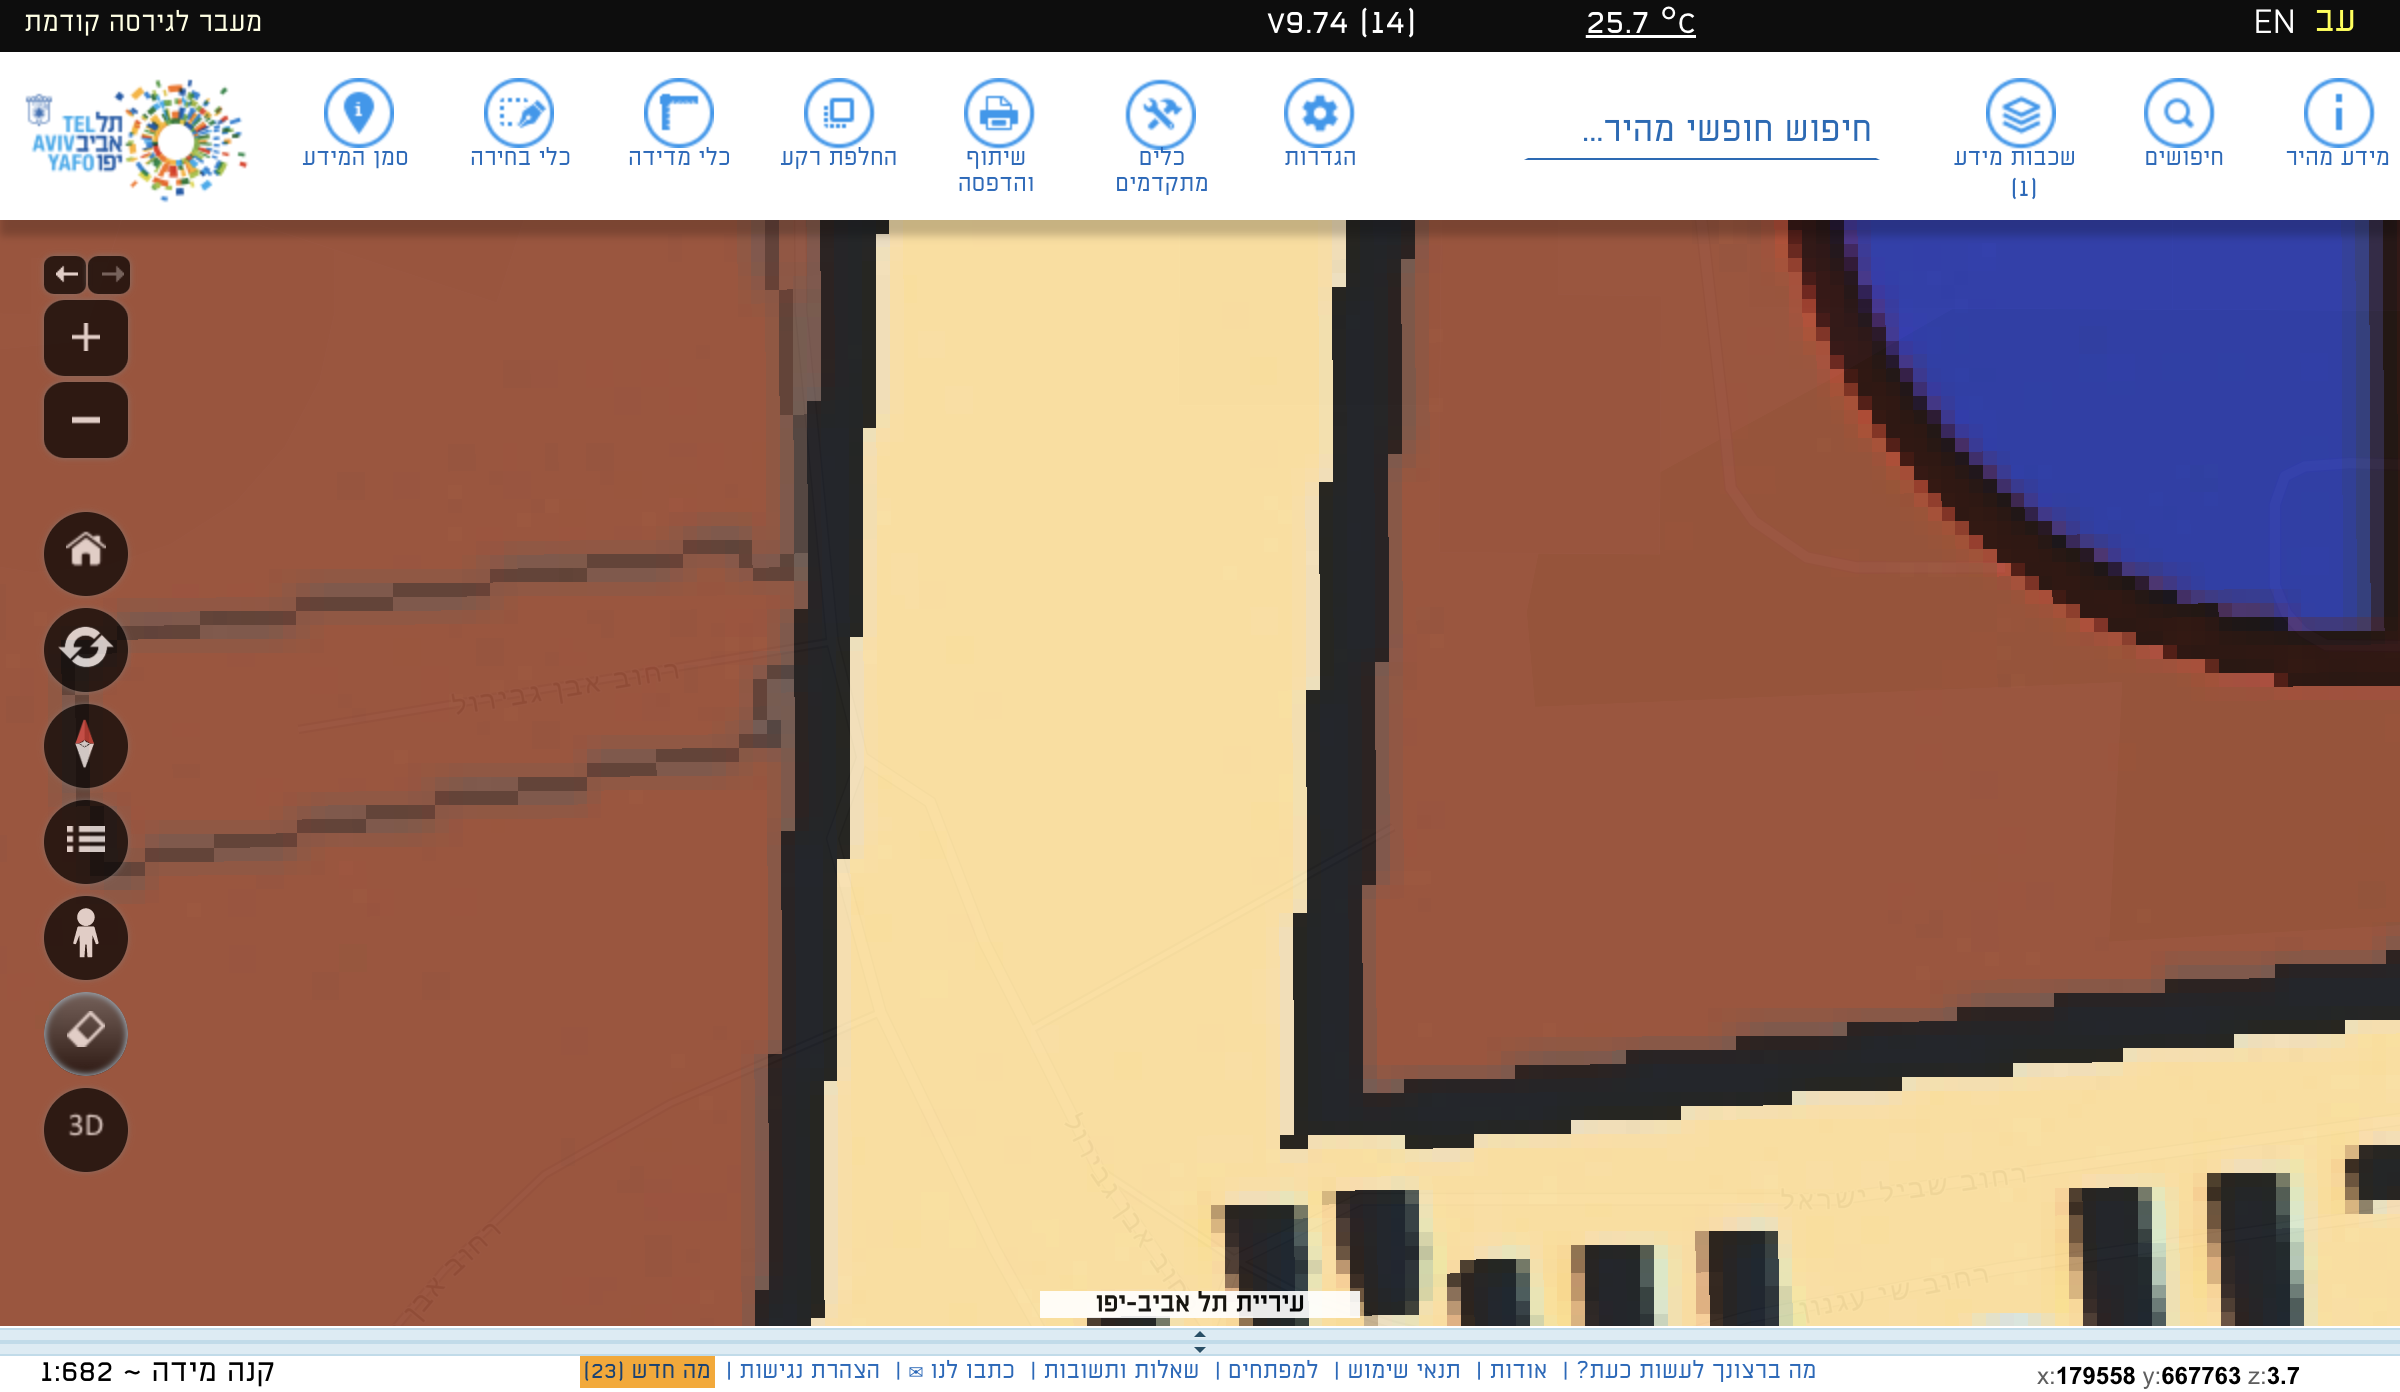 עב EN
25.7 °C
V9.74 (14)
מעבר לגירסה קודמת
מידע מהיר
חיפושים
שכבות מידע
(1)
חיפוש חופשי מהיר...
הגדרות
כלים
מתקדמים
שיתוף
והדפסה
החלפת רקע
כלי מדידה
כלי בחירה
סמן המידע
תל TEL
אביב AVIV
יפו YAFO
רחוב אבן גבירול
3D
רחוב אבן גבירול
רחוב שביל ישראל
רחוב אבן
רחוב שי עגנון
עיריית תל אביב-יפו
קנה מידה ~ 1:682
מה ברצונך לעשות כעת? | אודות | תנאי שימוש | למפתחים | שאלות ותשובות | כתבו לנו ✉ | הצהרת נגישות | מה חדש (23)
x:179558 y:667763 z:3.7